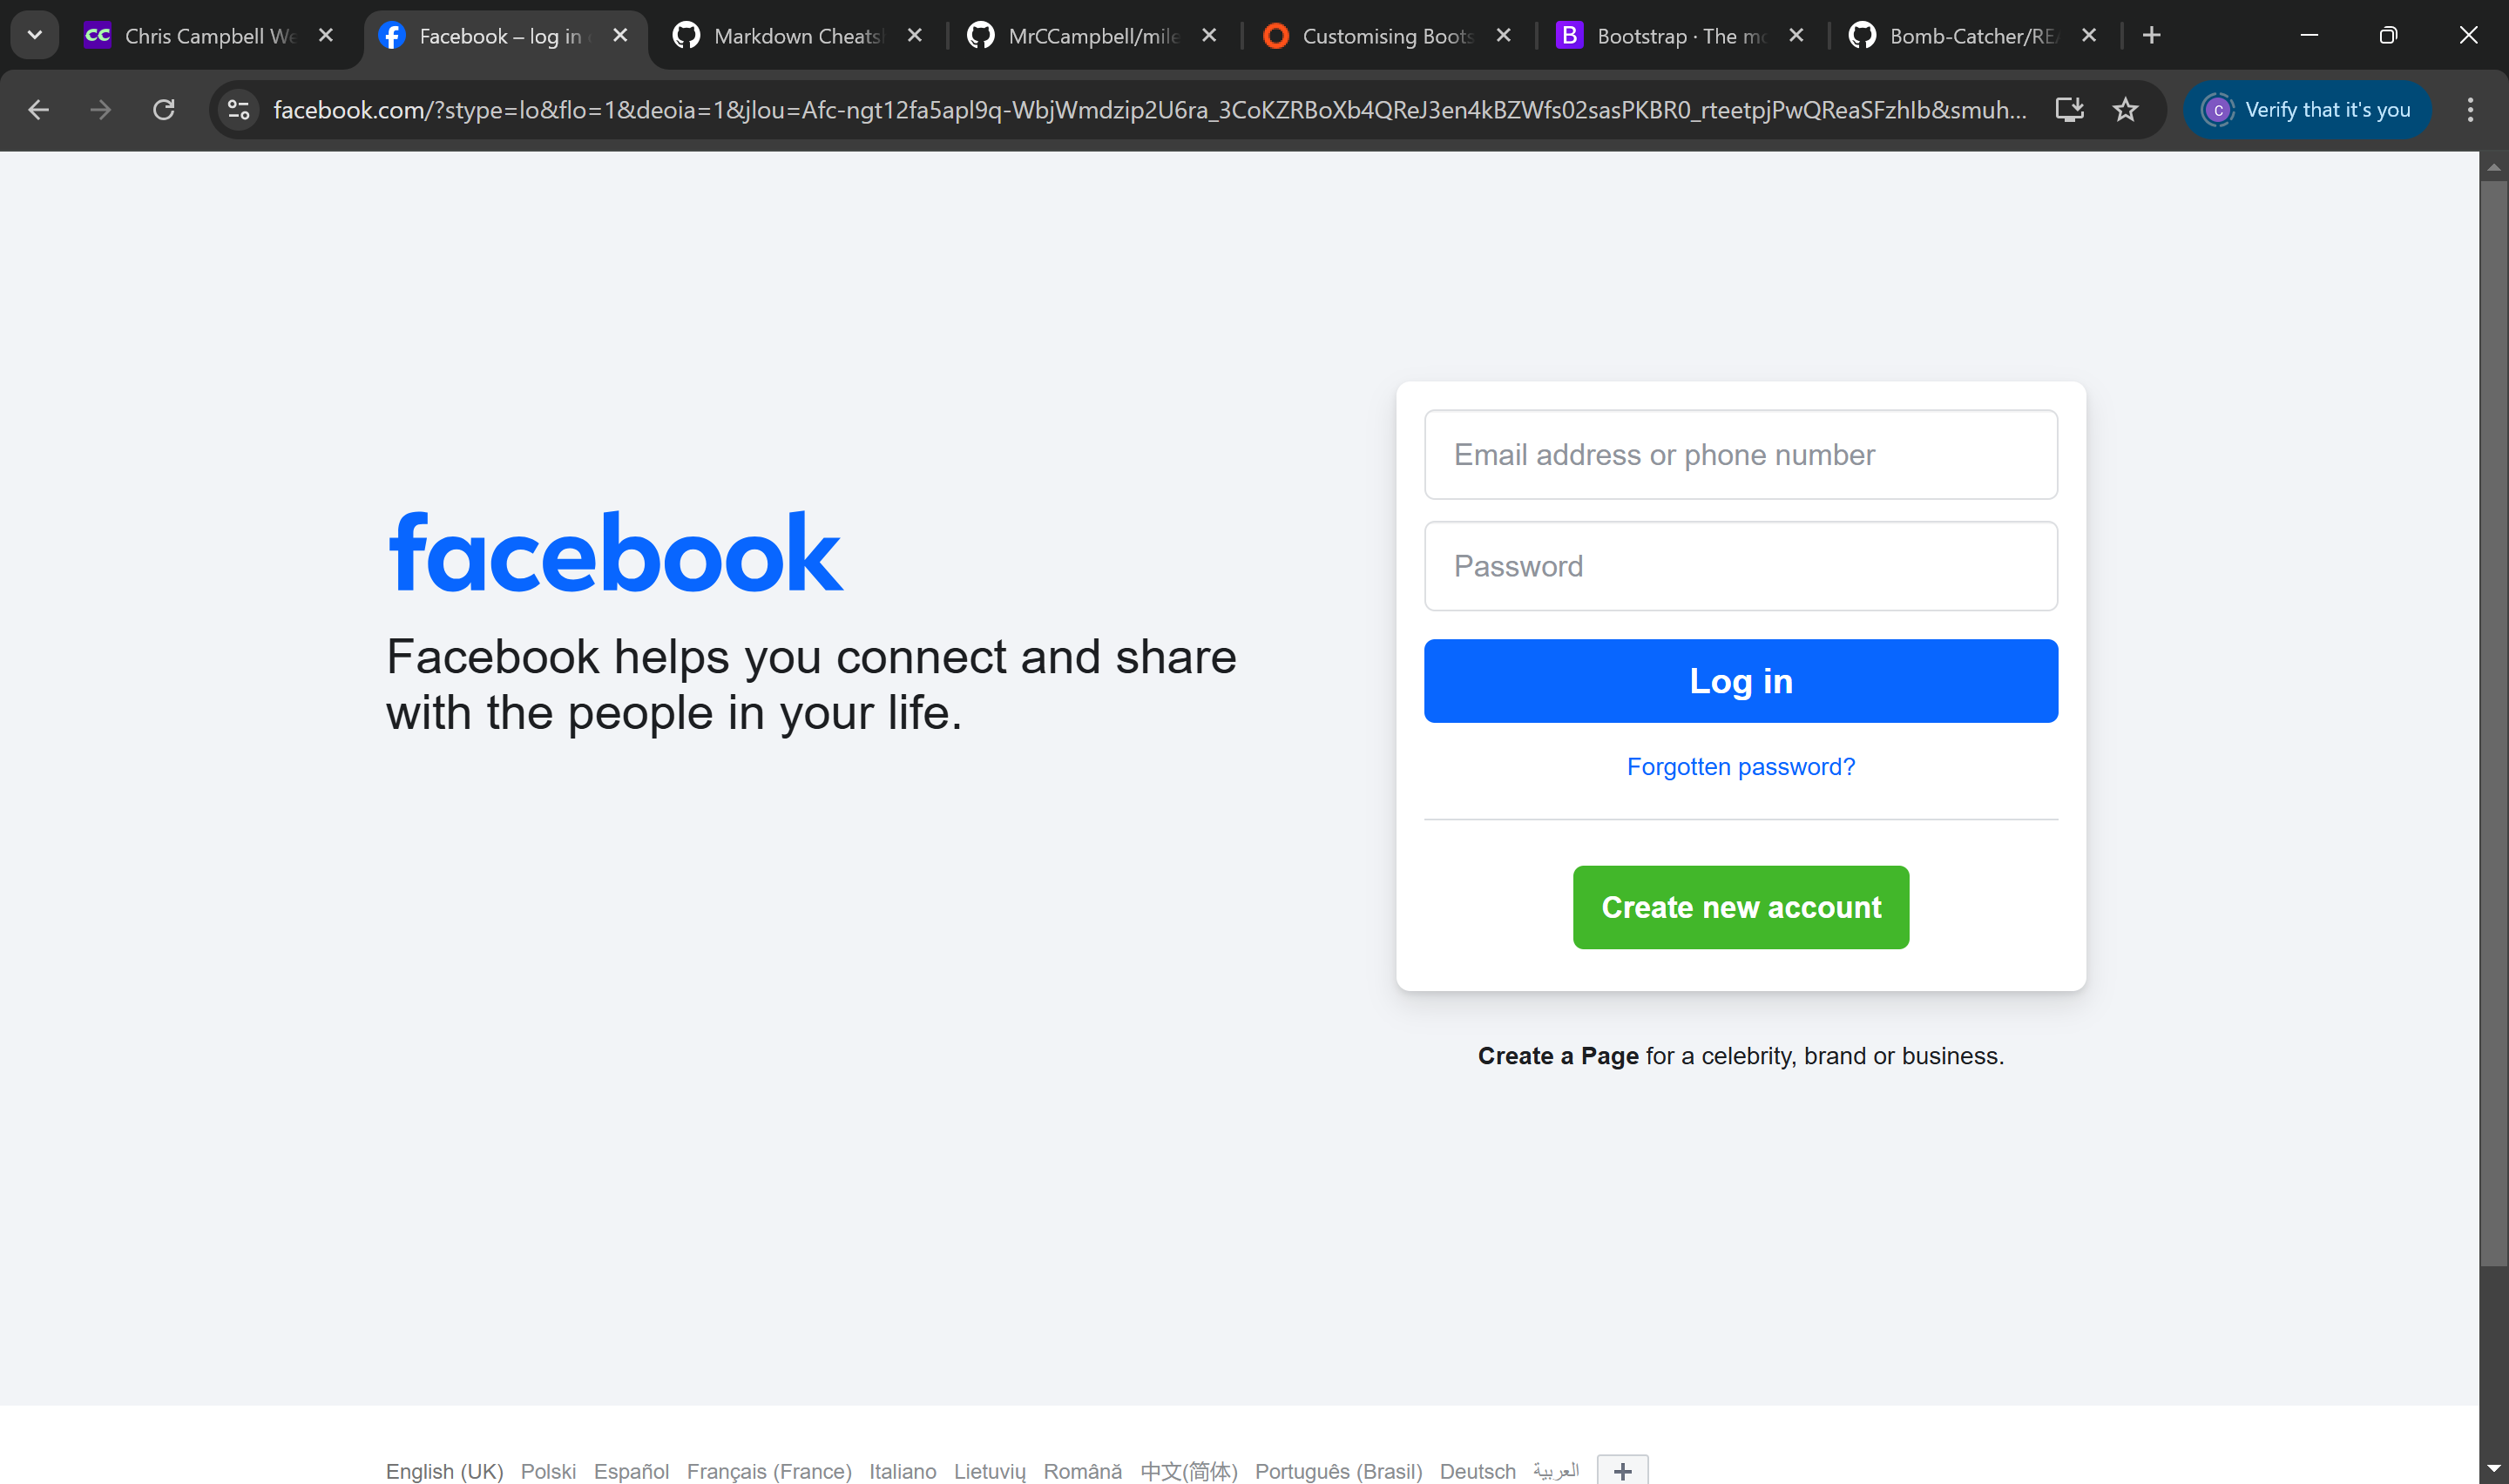 Chris Campbell We
Facebook – log in
Markdown Cheats
MrCCampbell/mile
Customising Boots
Bootstrap · The mo
Bomb-Catcher/REA
facebook.com/?stype=lo&flo=1&deoia=1&jlou=Afc-ngt12fa5apl9q-WbjWmdzip2U6ra_3CoKZRBoXb4QReJ3en4kBZWfs02sasPKBR0_rteetpjPwQReaSFzhIb&smuh...
Verify that it's you
facebook
Facebook helps you connect and share
with the people in your life.
Email address or phone number
Password
Log in
Forgotten password?
Create new account
Create a Page for a celebrity, brand or business.
English (UK) Polski Español Français (France) Italiano Lietuvių Română 中文(简体) Português (Brasil) Deutsch العربية